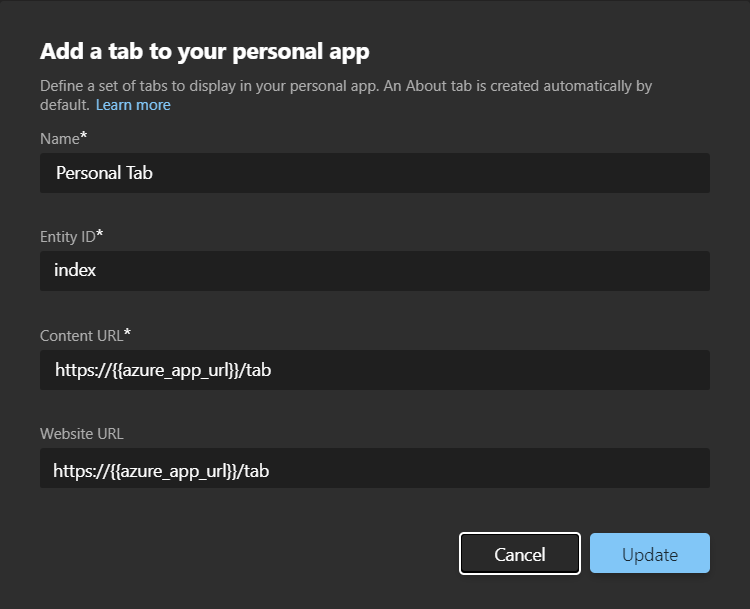 Add a tab to your personal app
Define a set of tabs to display in your personal app. An About tab is created automatically by
default. Learn more
Name*
Personal Tab
Entity ID*
index
Content URL*
https://{{azure_app_url}}/tab
Website URL
https://{{azure_app_url}}/tab
Cancel
Update